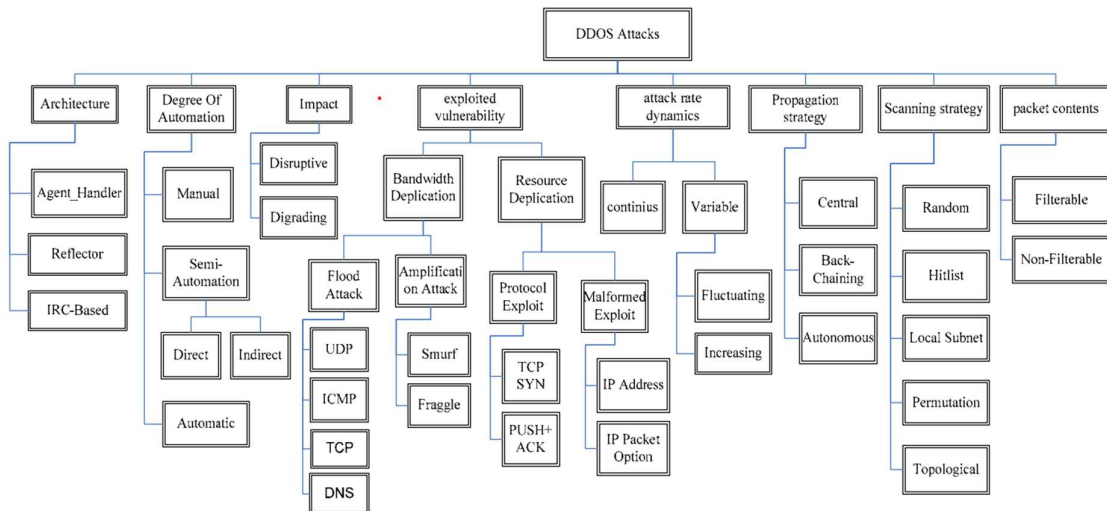 DDOS Attacks
Architecture
Degree Of
Automation
Impact
exploited
vulnerability
attack rate
dynamics
Propagation
strategy
Scanning strategy
packet contents
Agent_Handler
Reflector
IRC-Based
Manual
Semi-
Automation
Direct
Indirect
Automatic
Disruptive
Digrading
Bandwidth
Deplication
Resource
Deplication
Flood
Attack
Amplificati
on Attack
UDP
ICMP
TCP
DNS
Smurf
Fraggle
Protocol
Exploit
Malformed
Exploit
TCP
SYN
PUSH+
ACK
IP Address
IP Packet
Option
continius
Variable
Fluctuating
Increasing
Central
Back-
Chaining
Autonomous
Random
Hitlist
Local Subnet
Permutation
Topological
Filterable
Non-Filterable